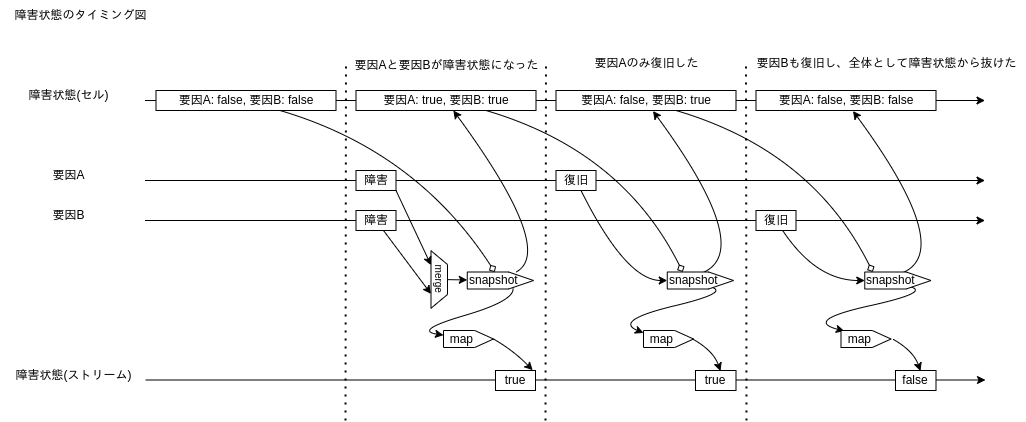 障害状態のタイミング図
要因Aと要因Bが障害状態になった
要因Aのみ復旧した
要因Bも復旧し、全体として障害状態から抜けた
障害状態(セル)
要因A: false, 要因B: false
要因A: true, 要因B: true
要因A: false, 要因B: true
要因A: false, 要因B: false
要因A
障害
復旧
要因B
障害
復旧
merge
snapshot
snapshot
snapshot
map
map
map
障害状態(ストリーム)
true
true
false